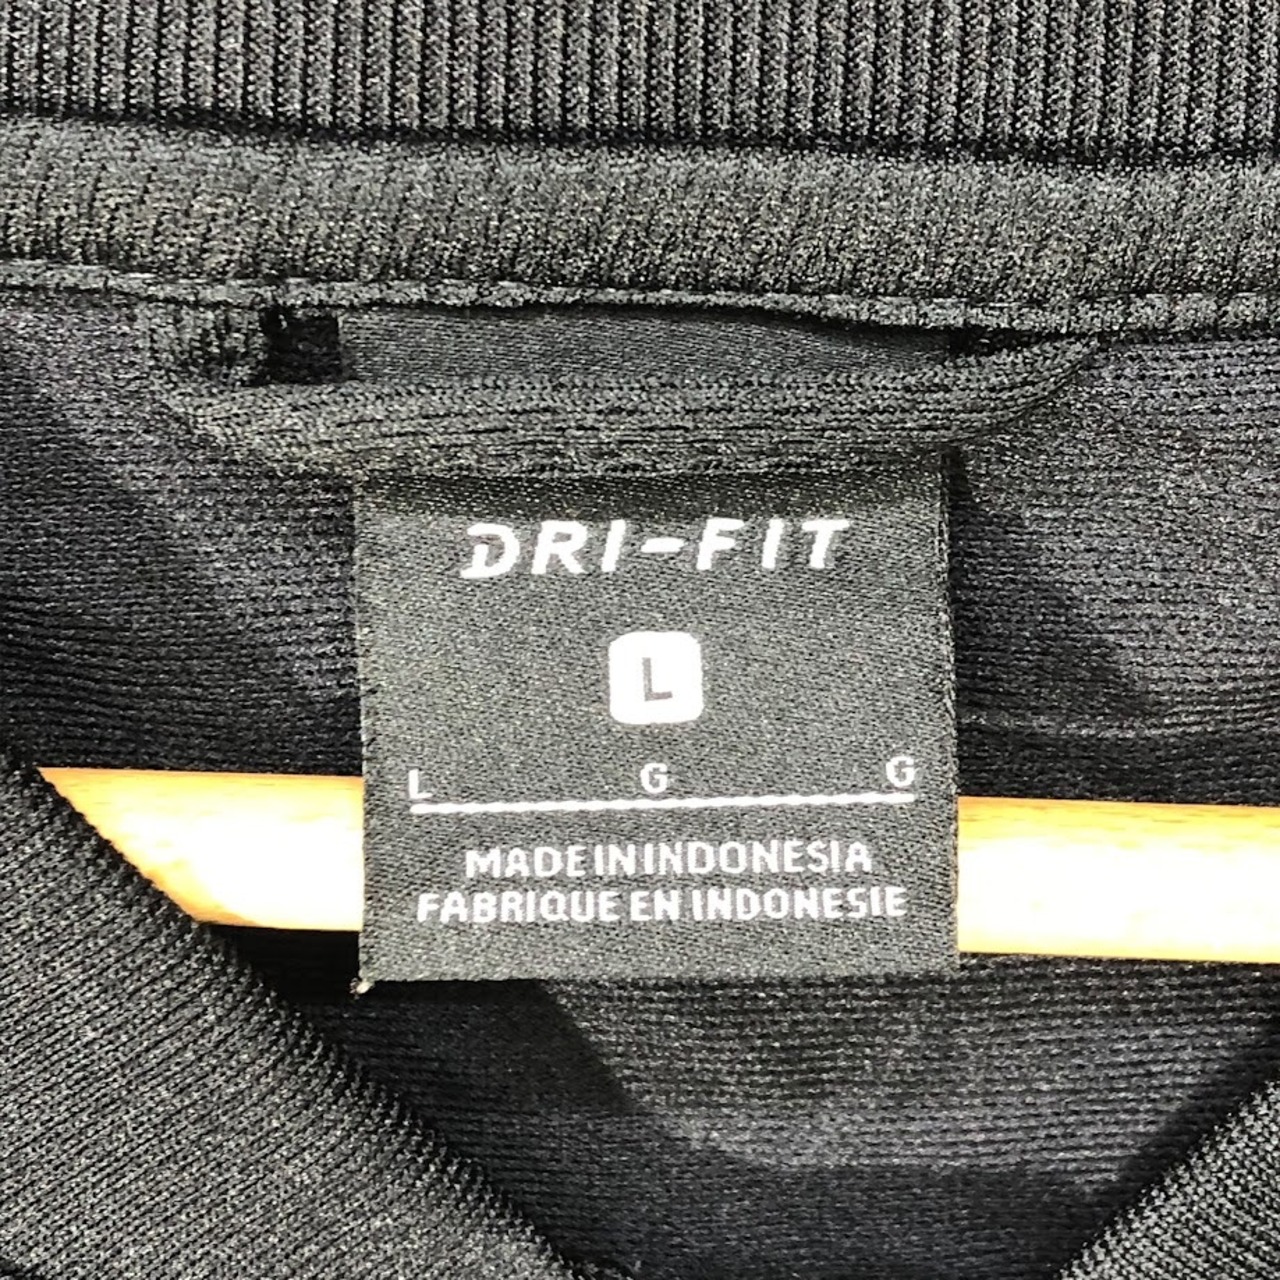 DRI-FIT
L
L G G
MADE IN INDONESIA
FABRIQUE EN INDONESIE